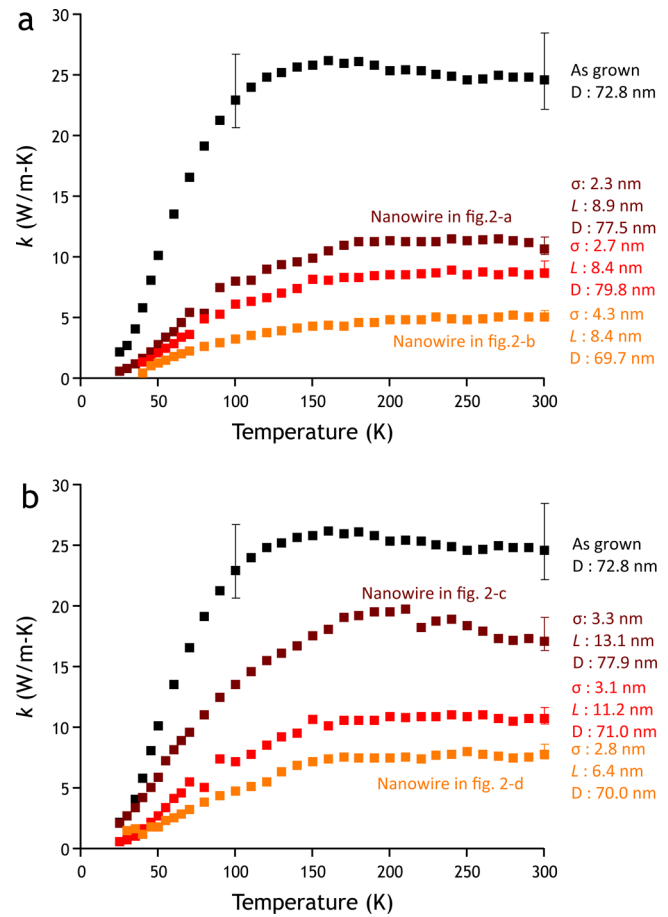 a
30
25
20
15
10
5
0
k (W/m-K)
50
100
150
200
250
300
Temperature (K)
As grown
D : 72.8 nm
Nanowire in fig.2-a
σ: 2.3 nm
L : 8.9 nm
D : 77.5 nm
σ : 2.7 nm
L : 8.4 nm
D : 79.8 nm
Nanowire in fig.2-b
σ : 4.3 nm
L : 8.4 nm
D : 69.7 nm
b
30
25
20
15
10
5
0
k (W/m-K)
50
100
150
200
250
300
Temperature (K)
As grown
D : 72.8 nm
Nanowire in fig. 2-c
σ: 3.3 nm
L : 13.1 nm
D : 77.9 nm
σ : 3.1 nm
L : 11.2 nm
D : 71.0 nm
Nanowire in fig. 2-d
σ : 2.8 nm
L : 6.4 nm
D : 70.0 nm